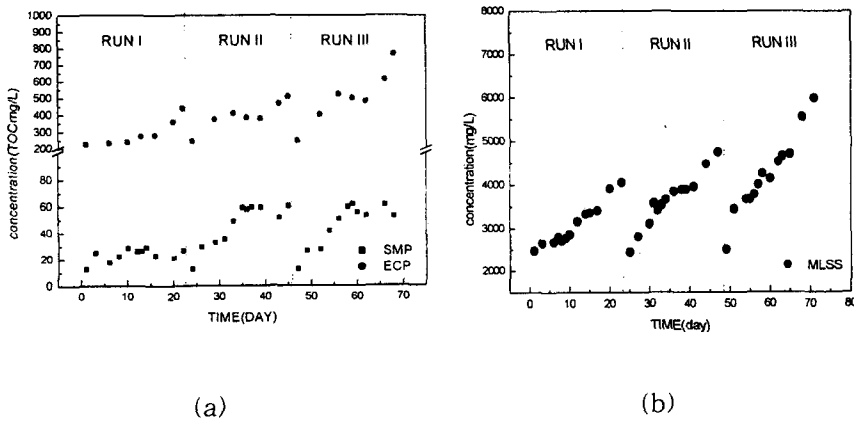 RUN I
RUN II
RUN III
1000
900
800
700
600
500
400
300
200
60
40
20
0
concentration(TOCmg/L)
SMP
ECP
0
10
20
30
40
50
60
70
TIME(DAY)
(a)
RUN I
RUN II
RUN III
8000
7000
6000
5000
4000
3000
2000
concentration(mg/L)
MLSS
0
10
20
30
40
50
60
70
80
TIME(day)
(b)